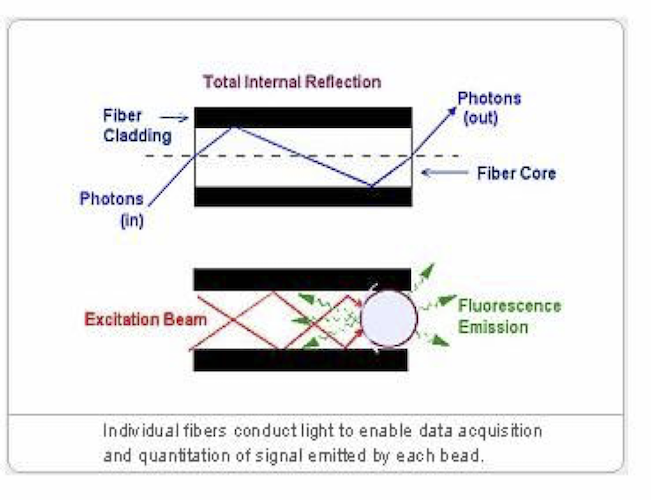 Total Internal Reflection
Fiber
Cladding
Photons
(out)
Fiber Core
Photons
(in)
Excitation Beam
Fluorescence
Emission
Individual fibers conduct light to enable data acquisition
and quantitation of signal emitted by each bead.